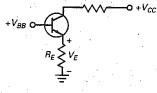 +V_CC
+V_BB
+
R_E V_E
-